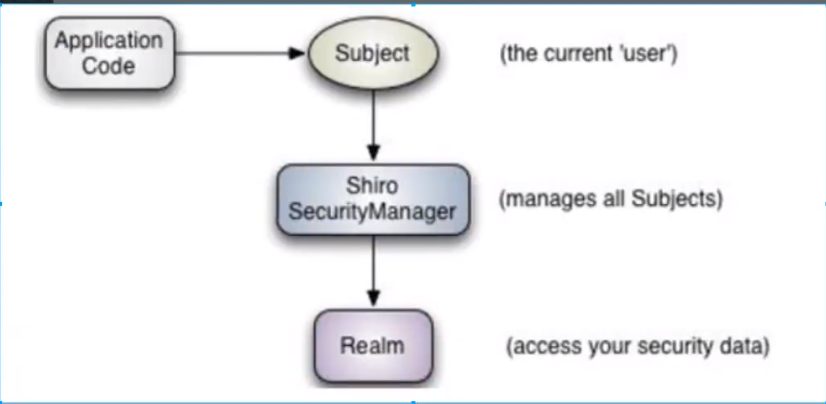 Application
Code
Subject
(the current 'user')
Shiro
SecurityManager
(manages all Subjects)
Realm
(access your security data)